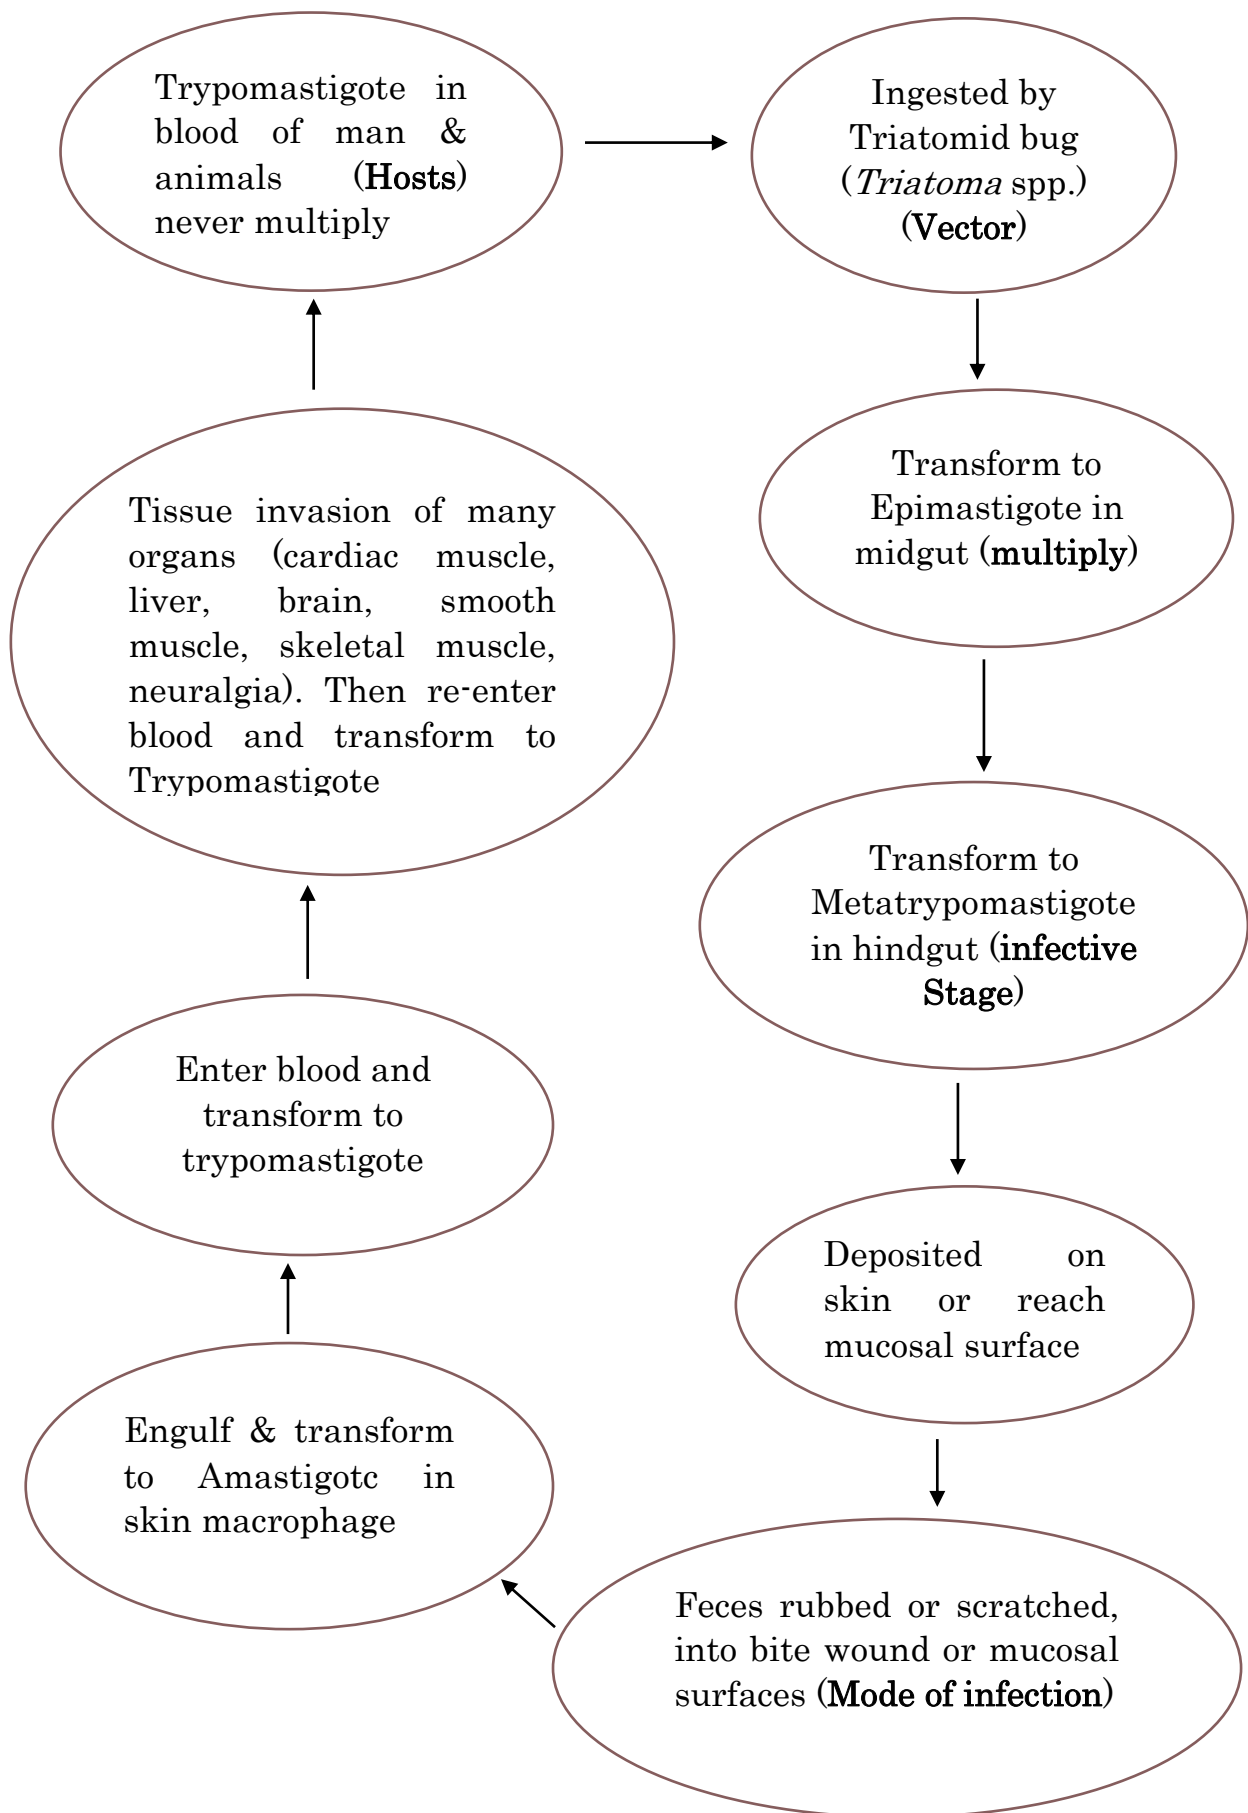 Trypomastigote in
blood of man &
animals (Hosts)
never multiply
Ingested by
Triatomid bug
(Triatoma spp.)
(Vector)
Transform to
Epimastigote in
midgut (multiply)
Transform to
Metatrypomastigote
in hindgut (infective
Stage)
Deposited on
skin or reach
mucosal surface
Feces rubbed or scratched,
into bite wound or mucosal
surfaces (Mode of infection)
Engulf & transform
to Amastigotc in
skin macrophage
Enter blood and
transform to
trypomastigote
Tissue invasion of many
organs (cardiac muscle,
liver, brain, smooth
muscle, skeletal muscle,
neuralgia). Then re-enter
blood and transform to
Trypomastigote